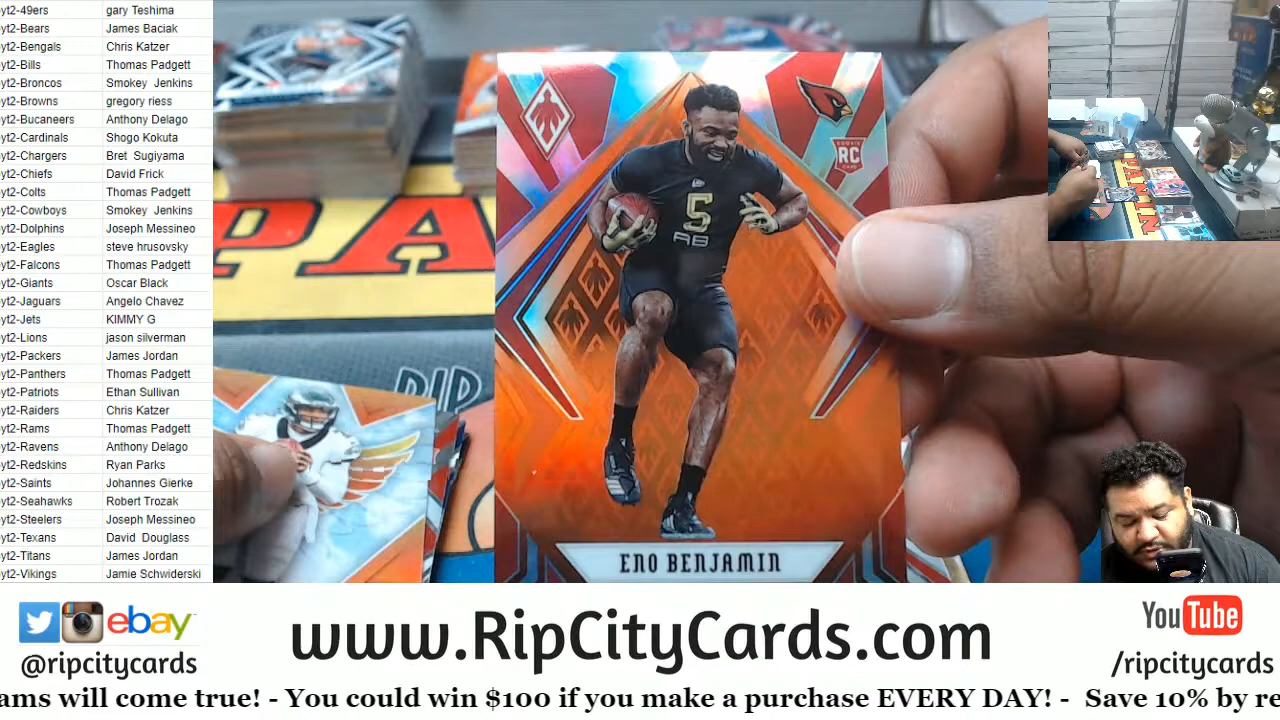 yt2-49ers gary Teshima
yt2-Bears James Baciak
yt2-Bengals Chris Katzer
yt2-Bills Thomas Padgett
yt2-Broncos Smokey Jenkins
yt2-Browns gregory riess
yt2-Bucaneers Anthony Delago
yt2-Cardinals Shogo Kokuta
yt2-Chargers Bret Sugiyama
yt2-Chiefs David Frick
yt2-Colts Thomas Padgett
yt2-Cowboys Smokey Jenkins
yt2-Dolphins Joseph Messineo
yt2-Eagles steve hrusovsky
yt2-Falcons Thomas Padgett
yt2-Giants Oscar Black
yt2-Jaguars Angelo Chavez
yt2-Jets KIMMY G
yt2-Lions jason silverman
yt2-Packers James Jordan
yt2-Panthers Thomas Padgett
yt2-Patriots Ethan Sullivan
yt2-Raiders Chris Katzer
yt2-Rams Thomas Padgett
yt2-Ravens Anthony Delago
yt2-Redskins Ryan Parks
yt2-Saints Johannes Gierke
yt2-Seahawks Robert Trozak
yt2-Steelers Joseph Messineo
yt2-Texans David Douglass
yt2-Titans James Jordan
yt2-Vikings Jamie Schwiderski
PA
RIP
ROOKIE
RC
CARD
5
RB
ENO BENJAMIN
PANINI
ebay
@ripcitycards
www.RipCityCards.com
YouTube
/ripcitycards
ams will come true! - You could win $100 if you make a purchase EVERY DAY! - Save 10% by re